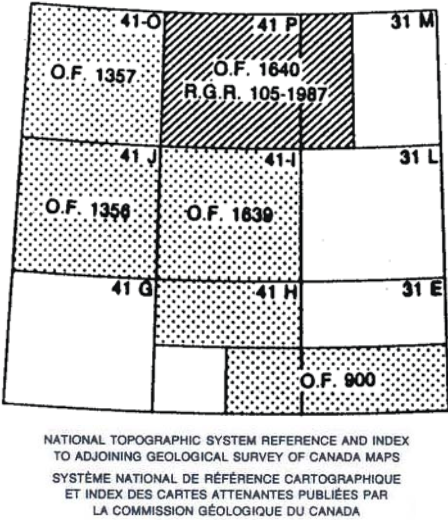 41-O
41 P
31 M
O.F. 1357
O.F. 1640
R.G.R. 105-1987
41 J
41-I
31 L
O.F. 1356
O.F. 1639
41 G
41 H
31 E
O.F. 900
NATIONAL TOPOGRAPHIC SYSTEM REFERENCE AND INDEX
TO ADJOINING GEOLOGICAL SURVEY OF CANADA MAPS
SYSTÈME NATIONAL DE RÉFÉRENCE CARTOGRAPHIQUE
ET INDEX DES CARTES ATTENANTES PUBLIÉES PAR
LA COMMISSION GÉOLOGIQUE DU CANADA